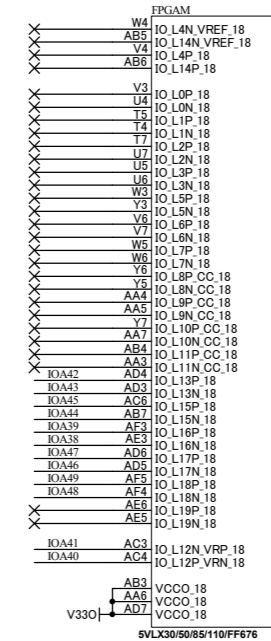 FPGAM
W4 IO_L4N_VREF_18
AB5 IO_L14N_VREF_18
V4 IO_L4P_18
AB6 IO_L14P_18
V3 IO_L0P_18
U4 IO_L0N_18
T5 IO_L1P_18
T4 IO_L1N_18
T7 IO_L2P_18
U7 IO_L2N_18
U5 IO_L3P_18
U6 IO_L3N_18
W3 IO_L5P_18
Y3 IO_L5N_18
V6 IO_L6P_18
V7 IO_L6N_18
W5 IO_L7P_18
W6 IO_L7N_18
Y6 IO_L8P_CC_18
Y5 IO_L8N_CC_18
AA4 IO_L9P_CC_18
AA5 IO_L9N_CC_18
Y7 IO_L10P_CC_18
AA7 IO_L10N_CC_18
AB4 IO_L11P_CC_18
AA3 IO_L11N_CC_18
IOA42 AD4 IO_L13P_18
IOA43 AD3 IO_L13N_18
IOA45 AC6 IO_L15P_18
IOA44 AB7 IO_L15N_18
IOA39 AF3 IO_L16P_18
IOA38 AE3 IO_L16N_18
IOA47 AD6 IO_L17P_18
IOA46 AD5 IO_L17N_18
IOA49 AF5 IO_L18P_18
IOA48 AF4 IO_L18N_18
AE6 IO_L19P_18
AE5 IO_L19N_18
IOA41 AC3 IO_L12N_VRP_18
IOA40 AC4 IO_L12P_VRN_18
AB3 VCCO_18
AA6 VCCO_18
V33O AD7 VCCO_18
5VLX30/50/85/110/FF676